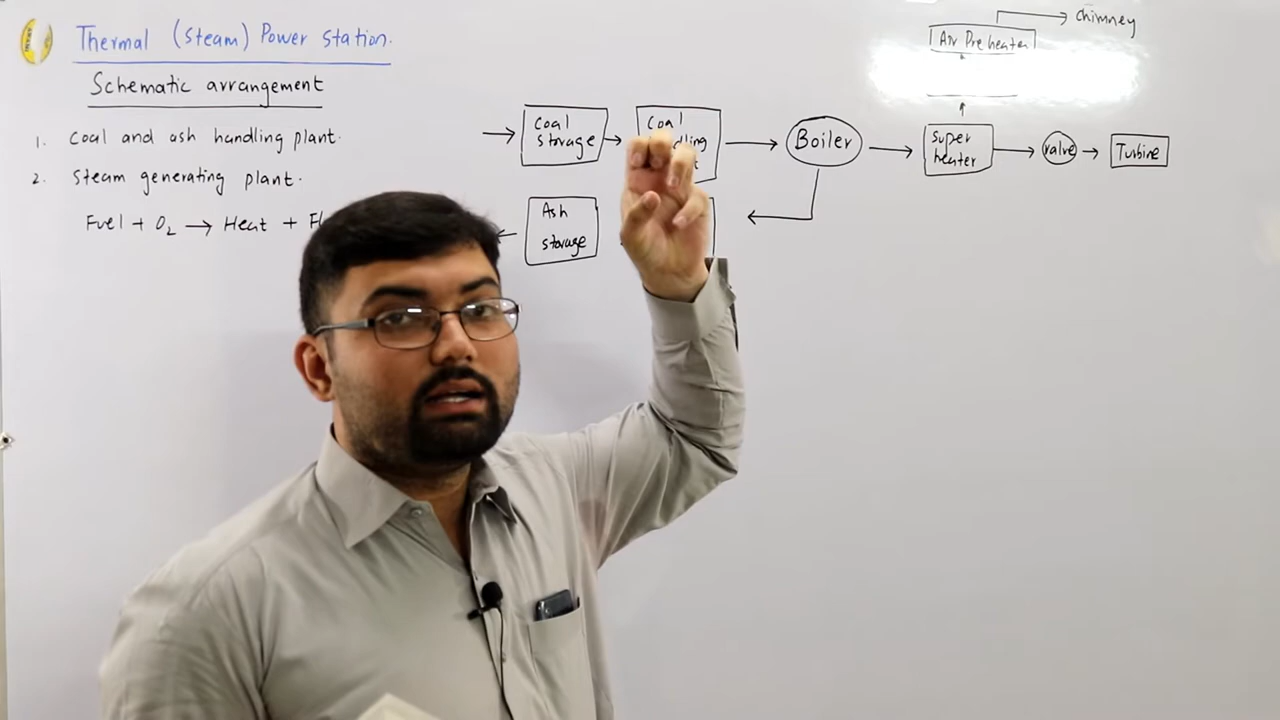 Thermal (steam) Power station.
Schematic arrangement
1. Coal and ash handling plant.
2. Steam generating plant.
Fuel + O₂ → Heat +
chimney
Air Preheater
Coal storage
Coal
Boiler
super heater
valve
Turbine
Ash storage